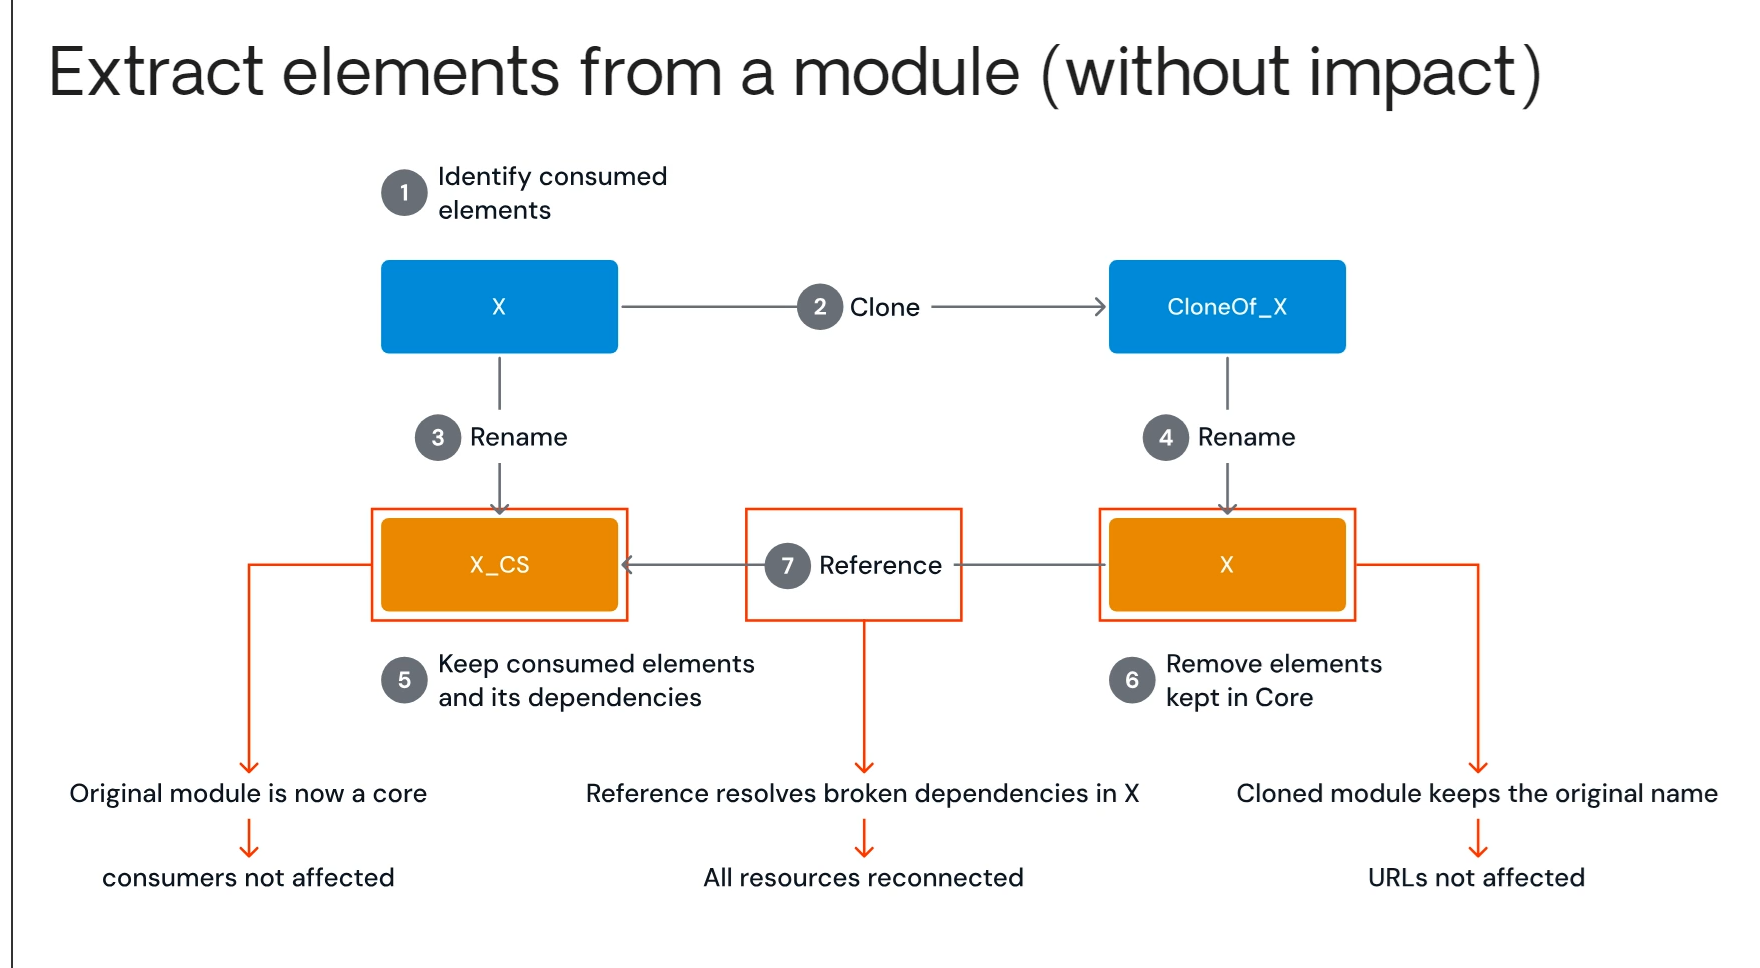 Extract elements from a module (without impact)
1 Identify consumed
elements
X
2 Clone
CloneOf_X
3 Rename
4 Rename
X_CS
7 Reference
X
5 Keep consumed elements
and its dependencies
6 Remove elements
kept in Core
Original module is now a core
Reference resolves broken dependencies in X
Cloned module keeps the original name
consumers not affected
All resources reconnected
URLs not affected